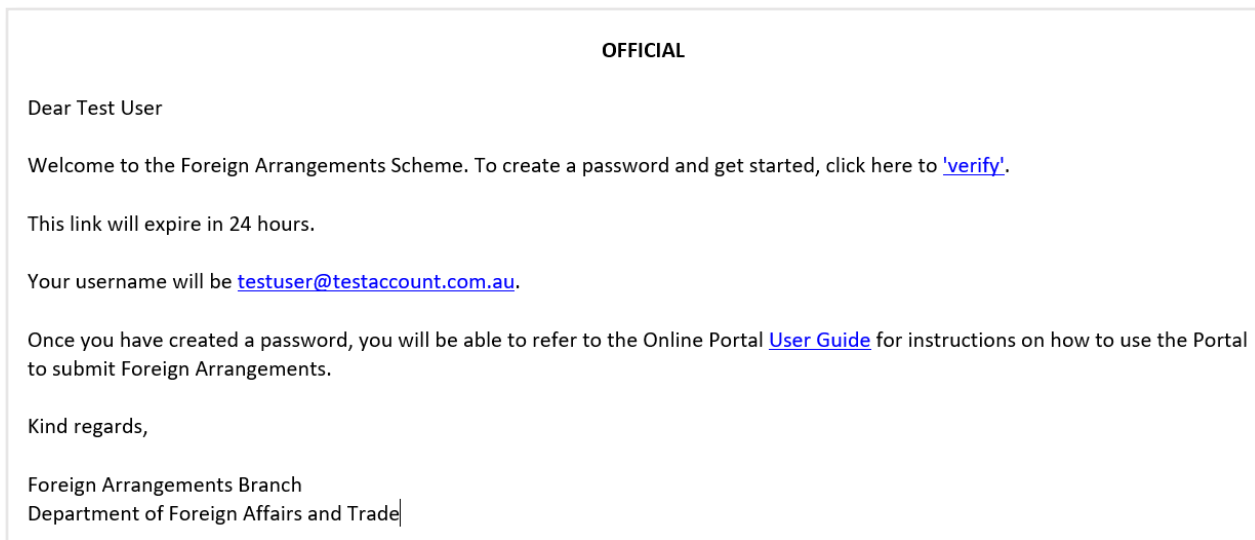 OFFICIAL
Dear Test User
Welcome to the Foreign Arrangements Scheme. To create a password and get started, click here to 'verify'.
This link will expire in 24 hours.
Your username will be testuser@testaccount.com.au.
Once you have created a password, you will be able to refer to the Online Portal User Guide for instructions on how to use the Portal
to submit Foreign Arrangements.
Kind regards,
Foreign Arrangements Branch
Department of Foreign Affairs and Trade